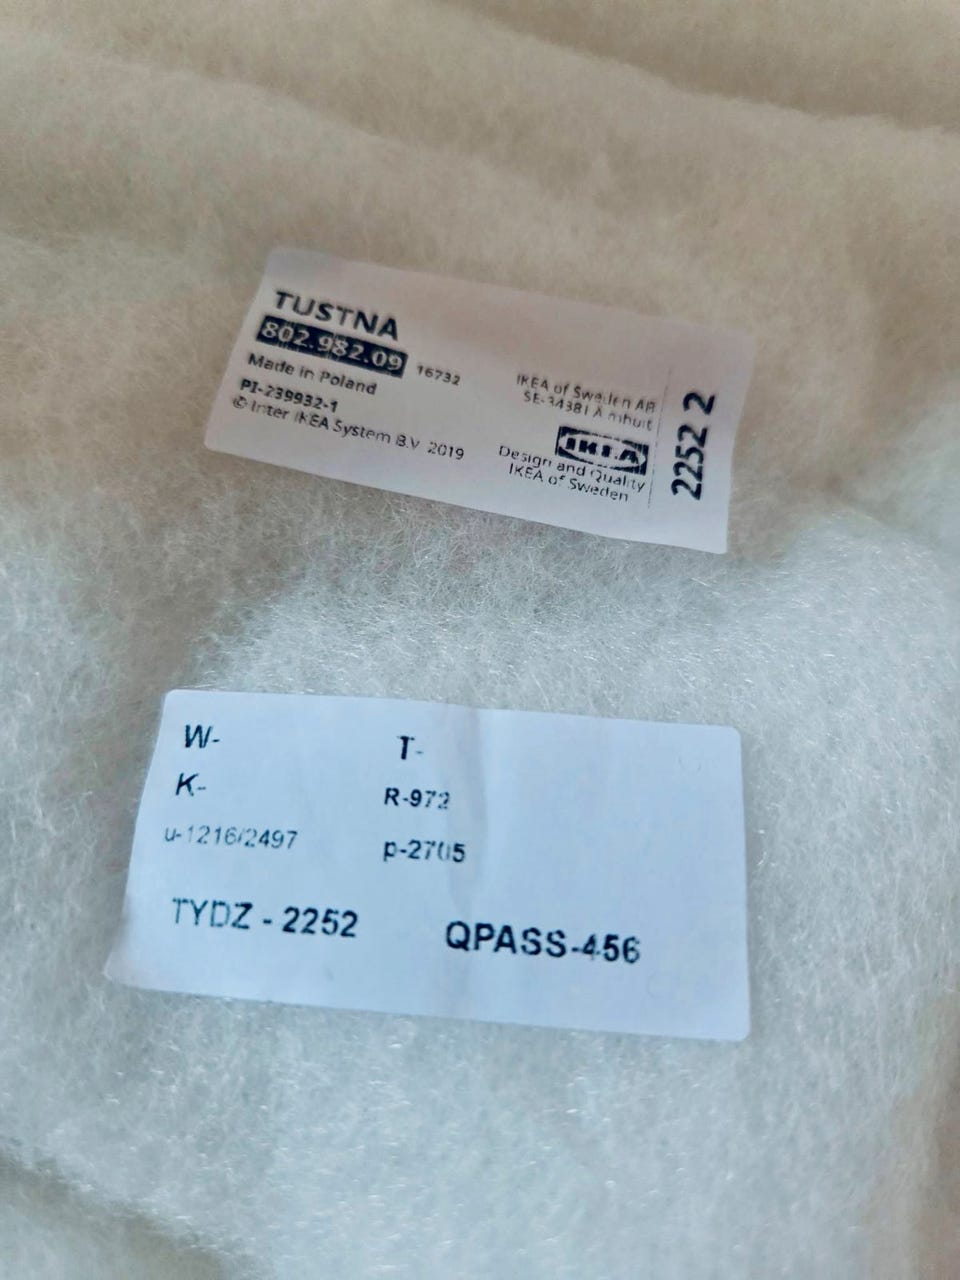 TUSTNA
802.982.09 16732
Made in Poland
PI-239932-1
© Inter IKEA System B.V. 2019
IKEA of Sweden AB
SE-34381 Älmhult
IKEA
Design and Quality
IKEA of Sweden
2252 2
W- T-
K- R-972
u-1216/2497 p-2705
TYDZ - 2252 QPASS-456